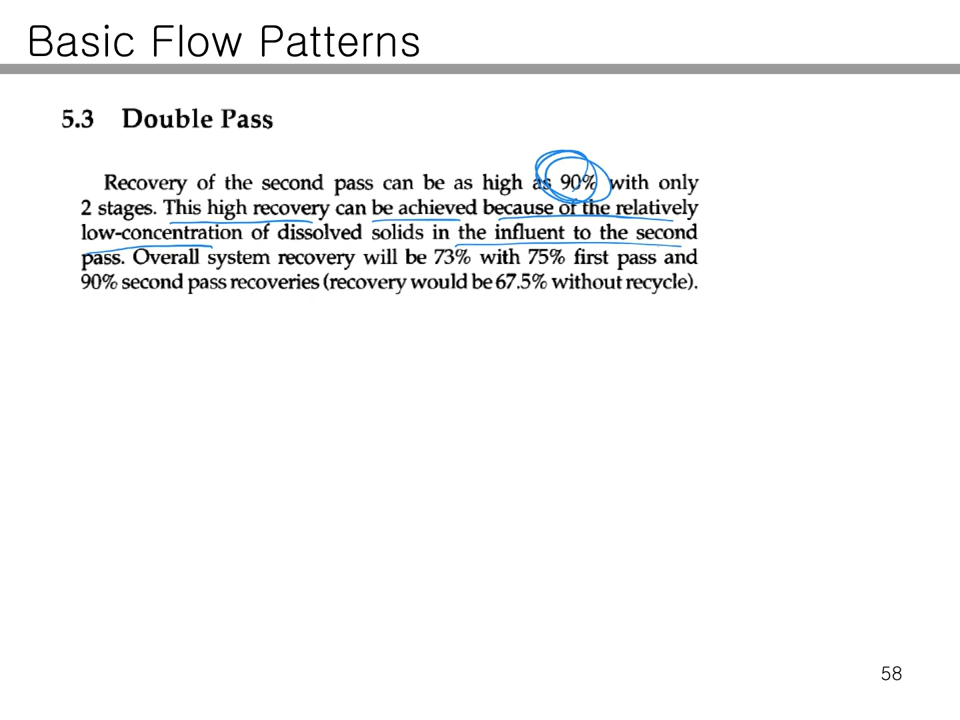 Basic Flow Patterns
5.3 Double Pass
Recovery of the second pass can be as high as 90% with only
2 stages. This high recovery can be achieved because of the relatively
low-concentration of dissolved solids in the influent to the second
pass. Overall system recovery will be 73% with 75% first pass and
90% second pass recoveries (recovery would be 67.5% without recycle).
58